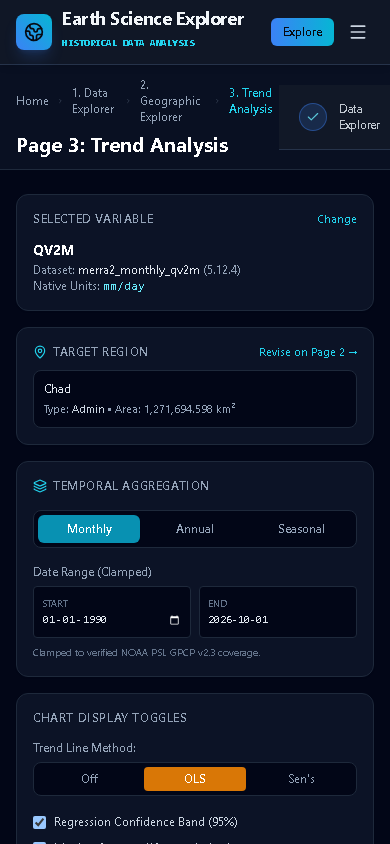 Earth Science Explorer
HISTORICAL DATA ANALYSIS
Explore
Home › 1. Data Explorer › 2. Geographic Explorer › 3. Trend Analysis
Data Explorer
Page 3: Trend Analysis
SELECTED VARIABLE
Change
QV2M
Dataset: merra2_monthly_qv2m (5.12.4)
Native Units: mm/day
TARGET REGION
Revise on Page 2 →
Chad
Type: Admin • Area: 1,271,694.598 km²
TEMPORAL AGGREGATION
Monthly
Annual
Seasonal
Date Range (Clamped)
START
01-01-1990
END
2026-10-01
Clamped to verified NOAA PSL GPCP v2.3 coverage.
CHART DISPLAY TOGGLES
Trend Line Method:
Off
OLS
Sen's
Regression Confidence Band (95%)